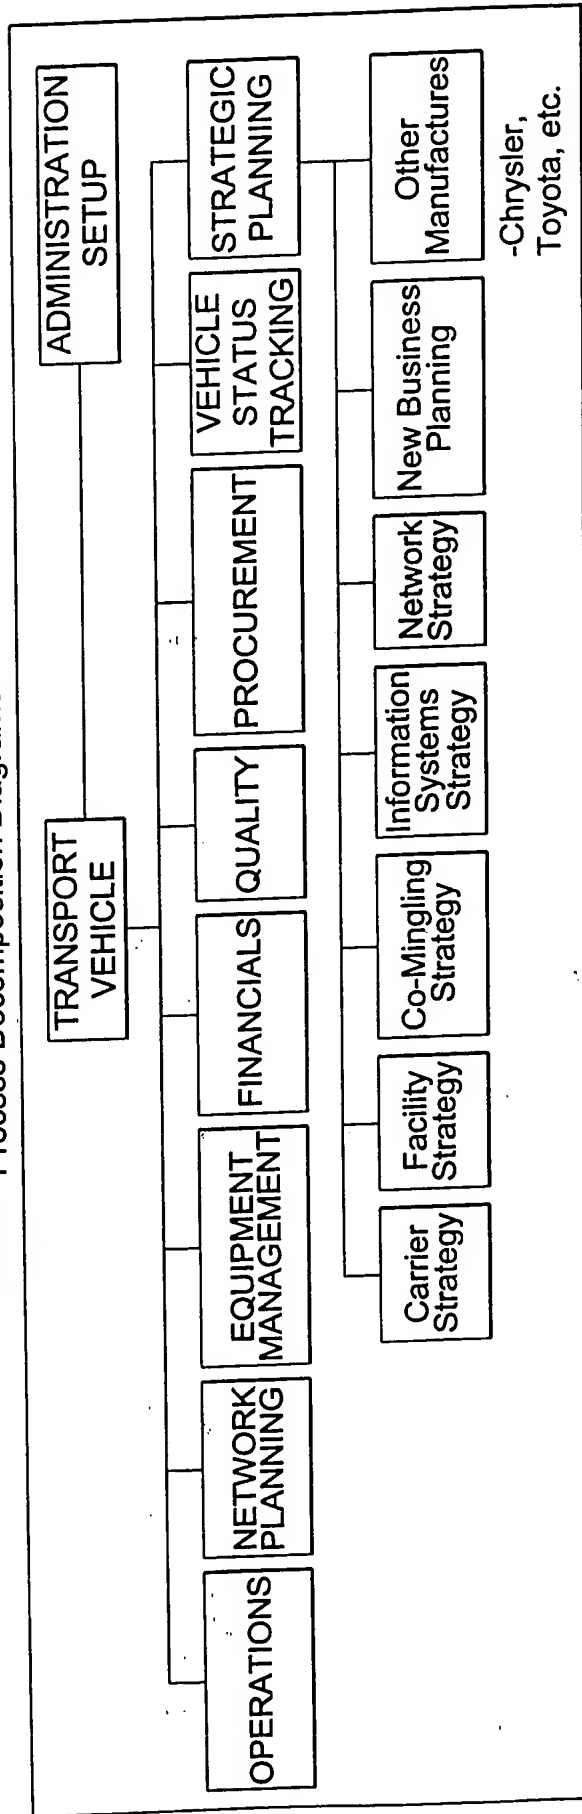 Process Decomposition
TRANSPORT
VEHICLE
ADMINISTRATION
SETUP
OPERATIONS
NETWORK
PLANNING
EQUIPMENT
MANAGEMENT
FINANCIALS
QUALITY
PROCUREMENT
VEHICLE
STATUS
TRACKING
STRATEGIC
PLANNING
Carrier
Strategy
Facility
Strategy
Co-Mingling
Strategy
Information
Systems
Strategy
Network
Strategy
New Business
Planning
Other
Manufactures
-Chrysler,
Toyota, etc.